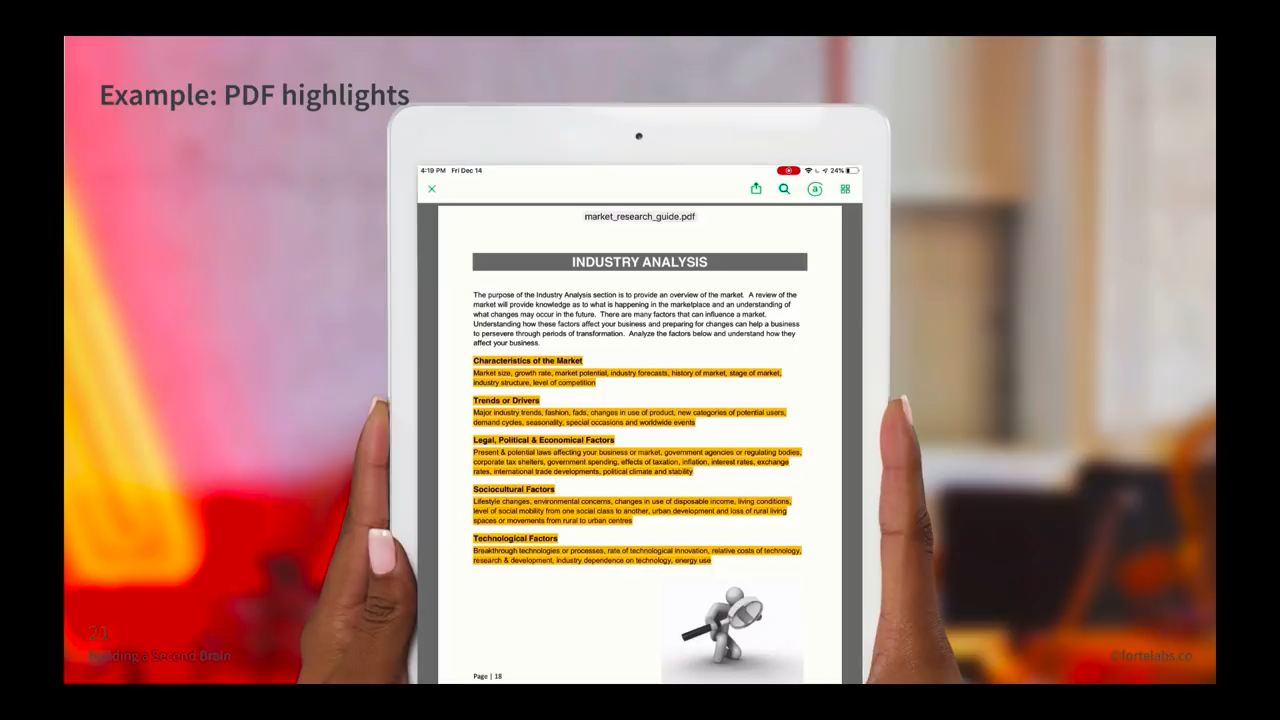 Example: PDF highlights
4:19 PM Fri Dec 14
24%
a
market_research_guide.pdf
INDUSTRY ANALYSIS
The purpose of the Industry Analysis section is to provide an overview of the market. A review of the
market will provide knowledge as to what is happening in the marketplace and an understanding of
what changes may occur in the future. There are many factors that can influence a market.
Understanding how these factors affect your business and preparing for changes can help a business
to persevere through periods of transformation. Analyze the factors below and understand how they
affect your business.
Characteristics of the Market
Market size, growth rate, market potential, industry forecasts, history of market, stage of market,
industry structure, level of competition
Trends or Drivers
Major industry trends, fashion, fads, changes in use of product, new categories of potential users,
demand cycles, seasonality, special occasions and worldwide events
Legal, Political & Economical Factors
Present & potential laws affecting your business or market, government agencies or regulating bodies,
corporate tax shelters, government spending, effects of taxation, inflation, interest rates, exchange
rates, international trade developments, political climate and stability
Sociocultural Factors
Lifestyle changes, environmental concerns, changes in use of disposable income, living conditions,
level of social mobility from one social class to another, urban development and loss of rural living
spaces or movements from rural to urban centres
Technological Factors
Breakthrough technologies or processes, rate of technological innovation, relative costs of technology,
research & development, industry dependence on technology, energy use
Page | 18
21
Building a Second Brain
©fortelabs.co